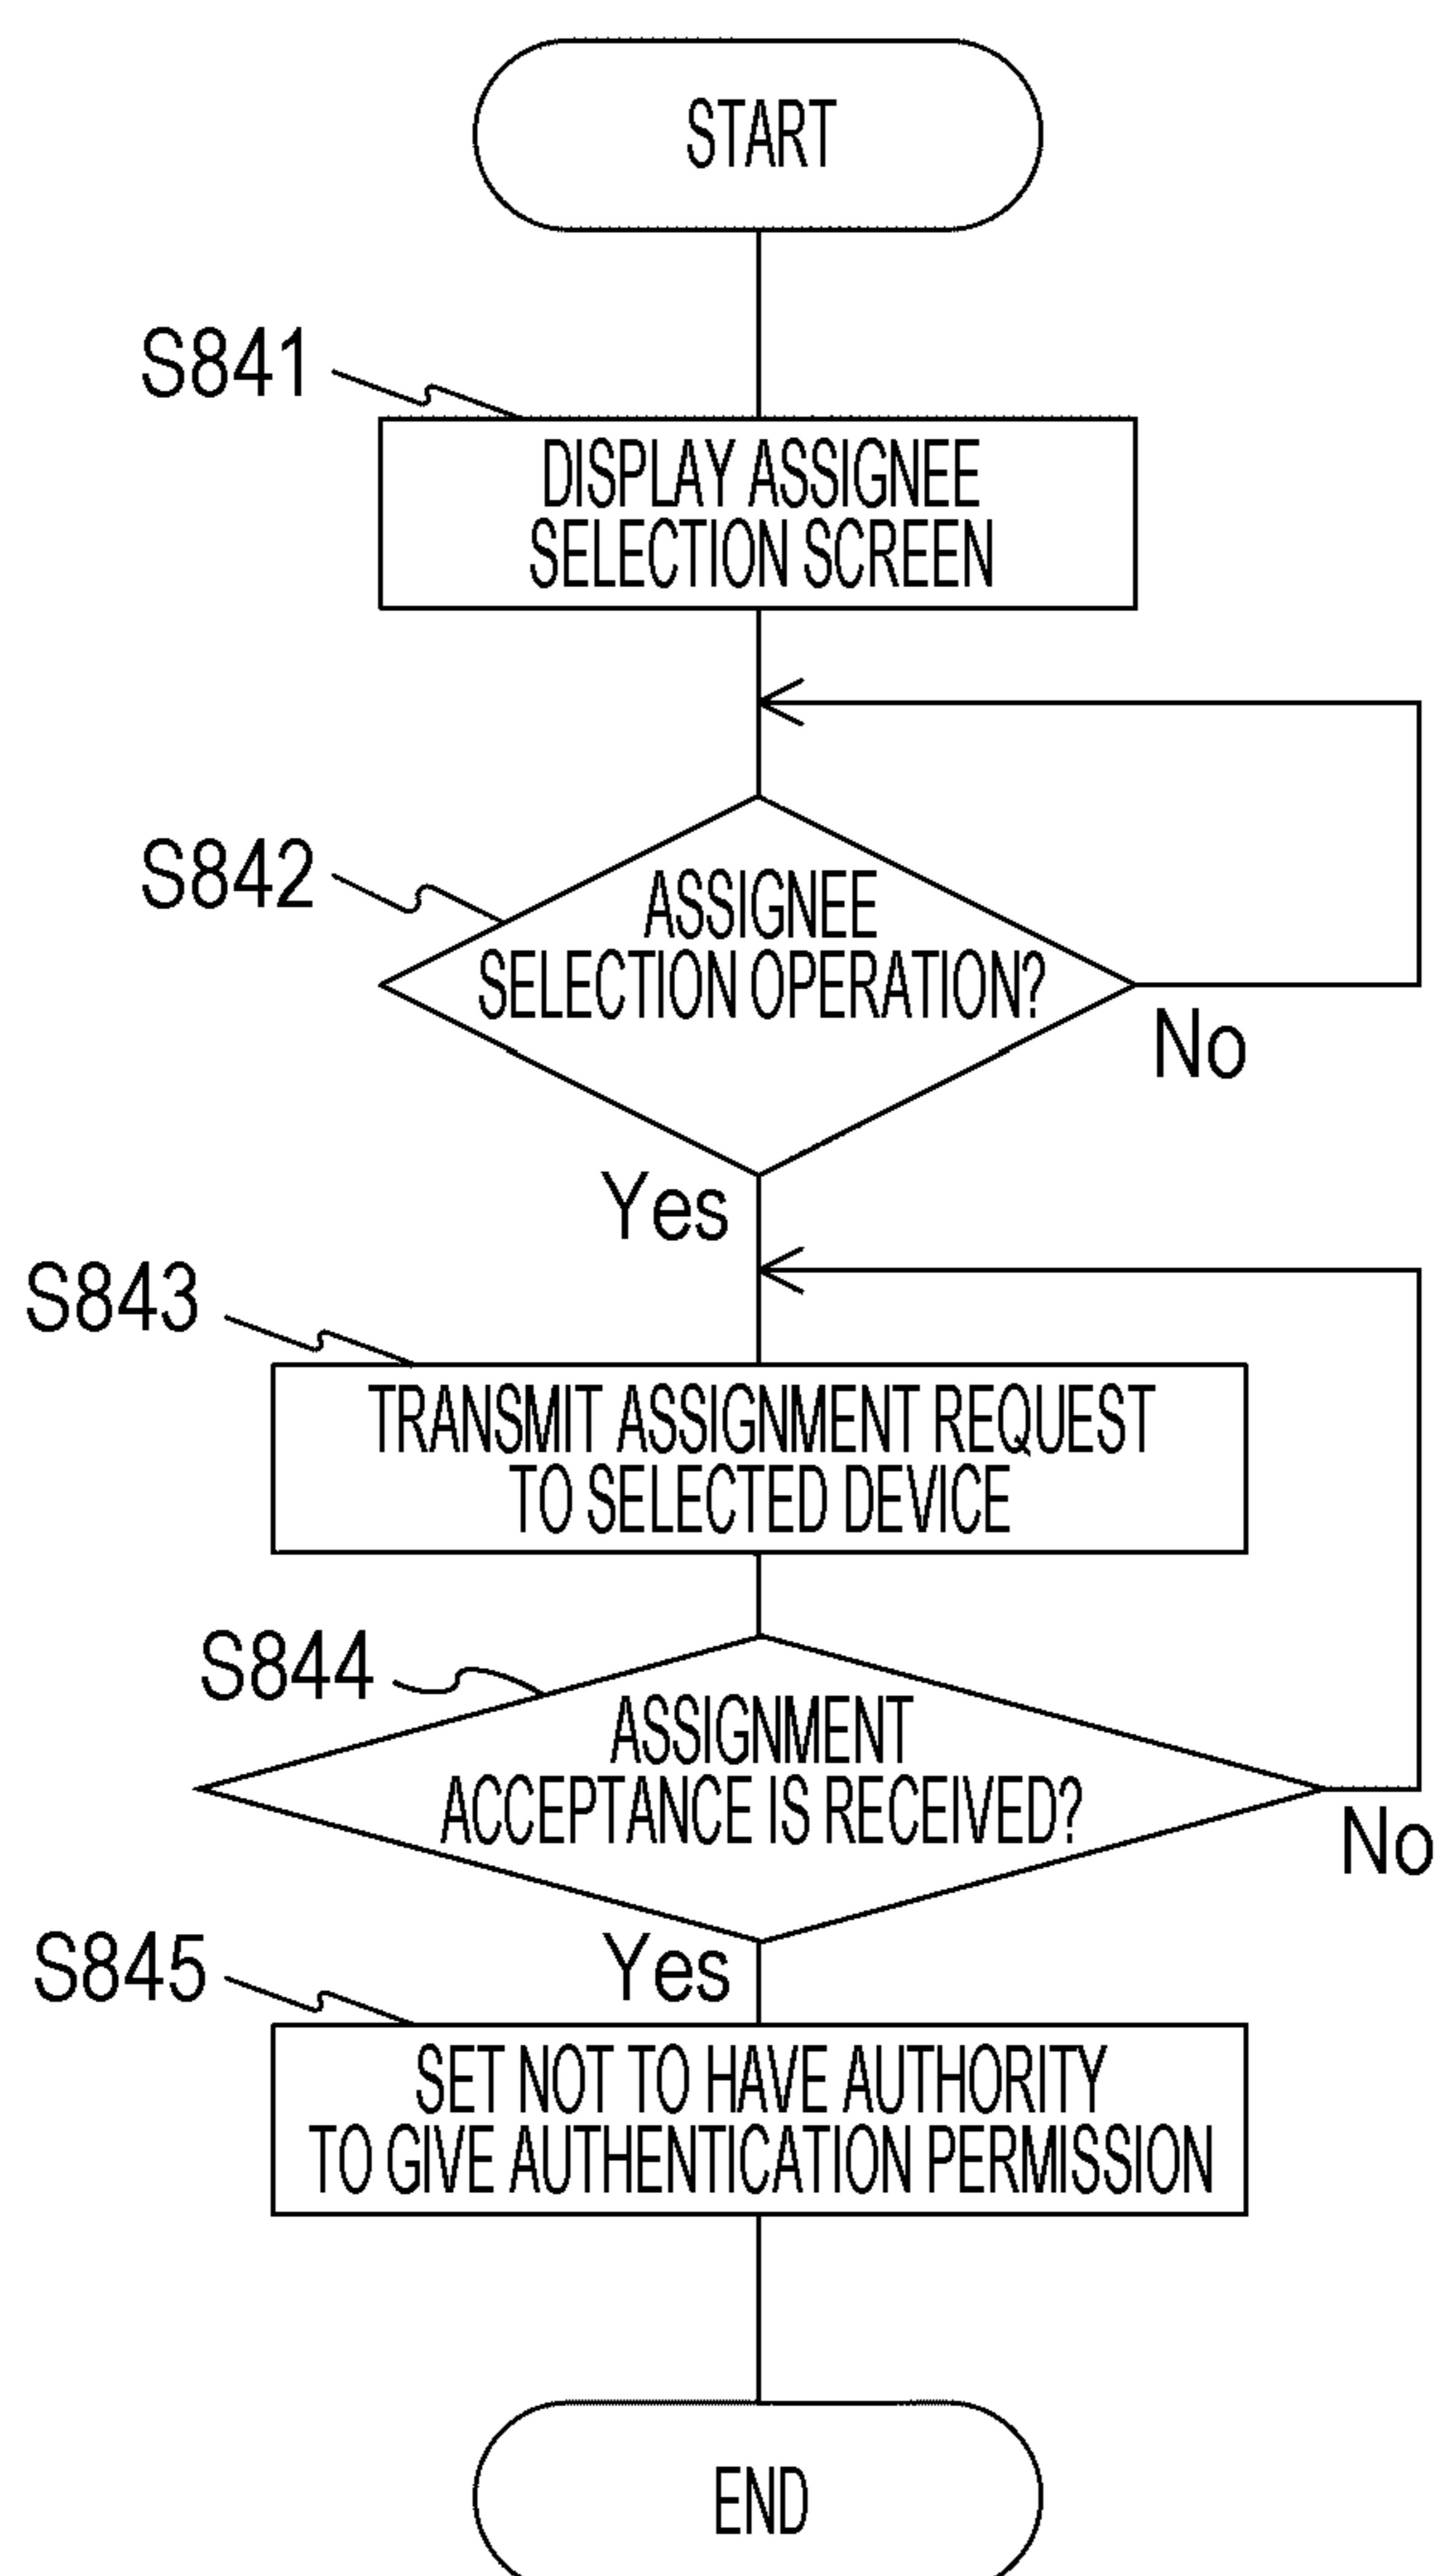 START
S841
DISPLAY ASSIGNEE
SELECTION SCREEN
S842
ASSIGNEE
SELECTION OPERATION?
No
Yes
S843
TRANSMIT ASSIGNMENT REQUEST
TO SELECTED DEVICE
S844
ASSIGNMENT
ACCEPTANCE IS RECEIVED?
No
Yes
S845
SET NOT TO HAVE AUTHORITY
TO GIVE AUTHENTICATION PERMISSION
END